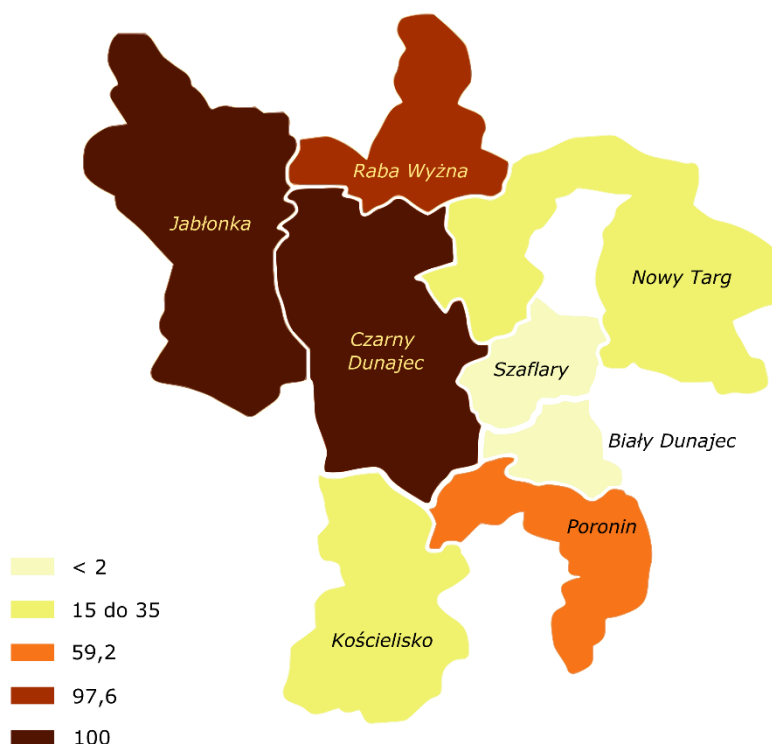 Raba Wyżna
Jabłonka
Nowy Targ
Czarny
Dunajec
Szaflary
Biały Dunajec
Poronin
Kościelisko
< 2
15 do 35
59,2
97,6
100